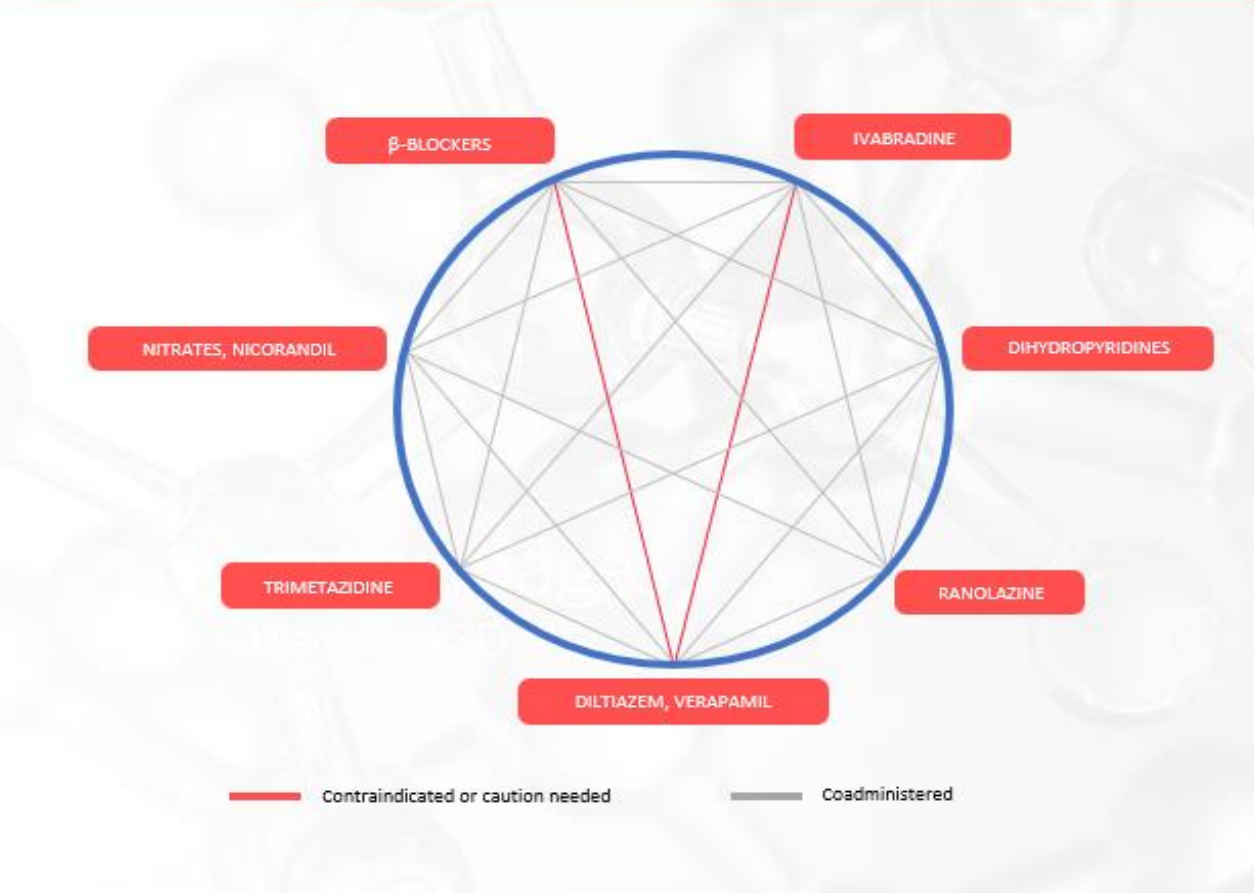 β-BLOCKERS
IVABRADINE
NITRATES, NICORANDIL
DIHYDROPYRIDINES
TRIMETAZIDINE
RANOLAZINE
DILTIAZEM, VERAPAMIL
Contraindicated or caution needed
Coadministered